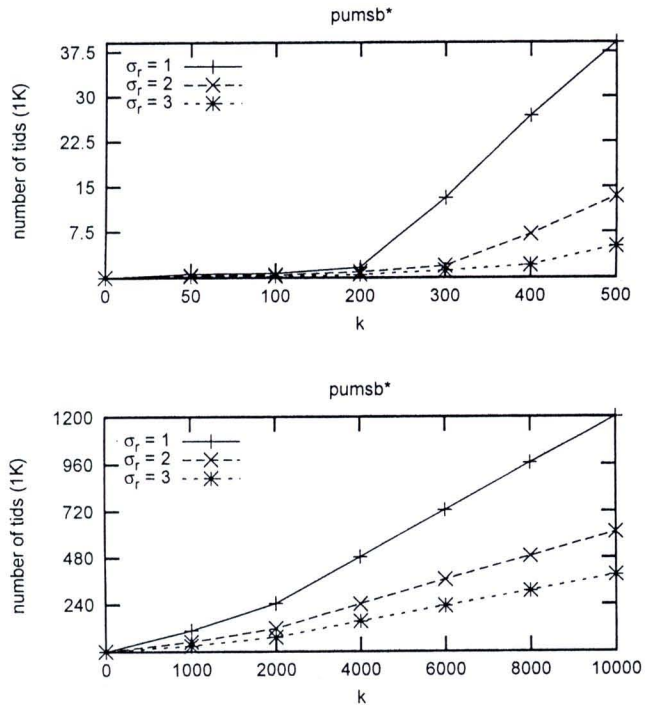 pumsb*
number of tids (1K)
37.5
30
22.5
15
7.5
σr = 1
σr = 2
σr = 3
0 50 100 200 300 400 500
k
pumsb*
number of tids (1K)
1200
960
720
480
240
σr = 1
σr = 2
σr = 3
0 1000 2000 4000 6000 8000 10000
k